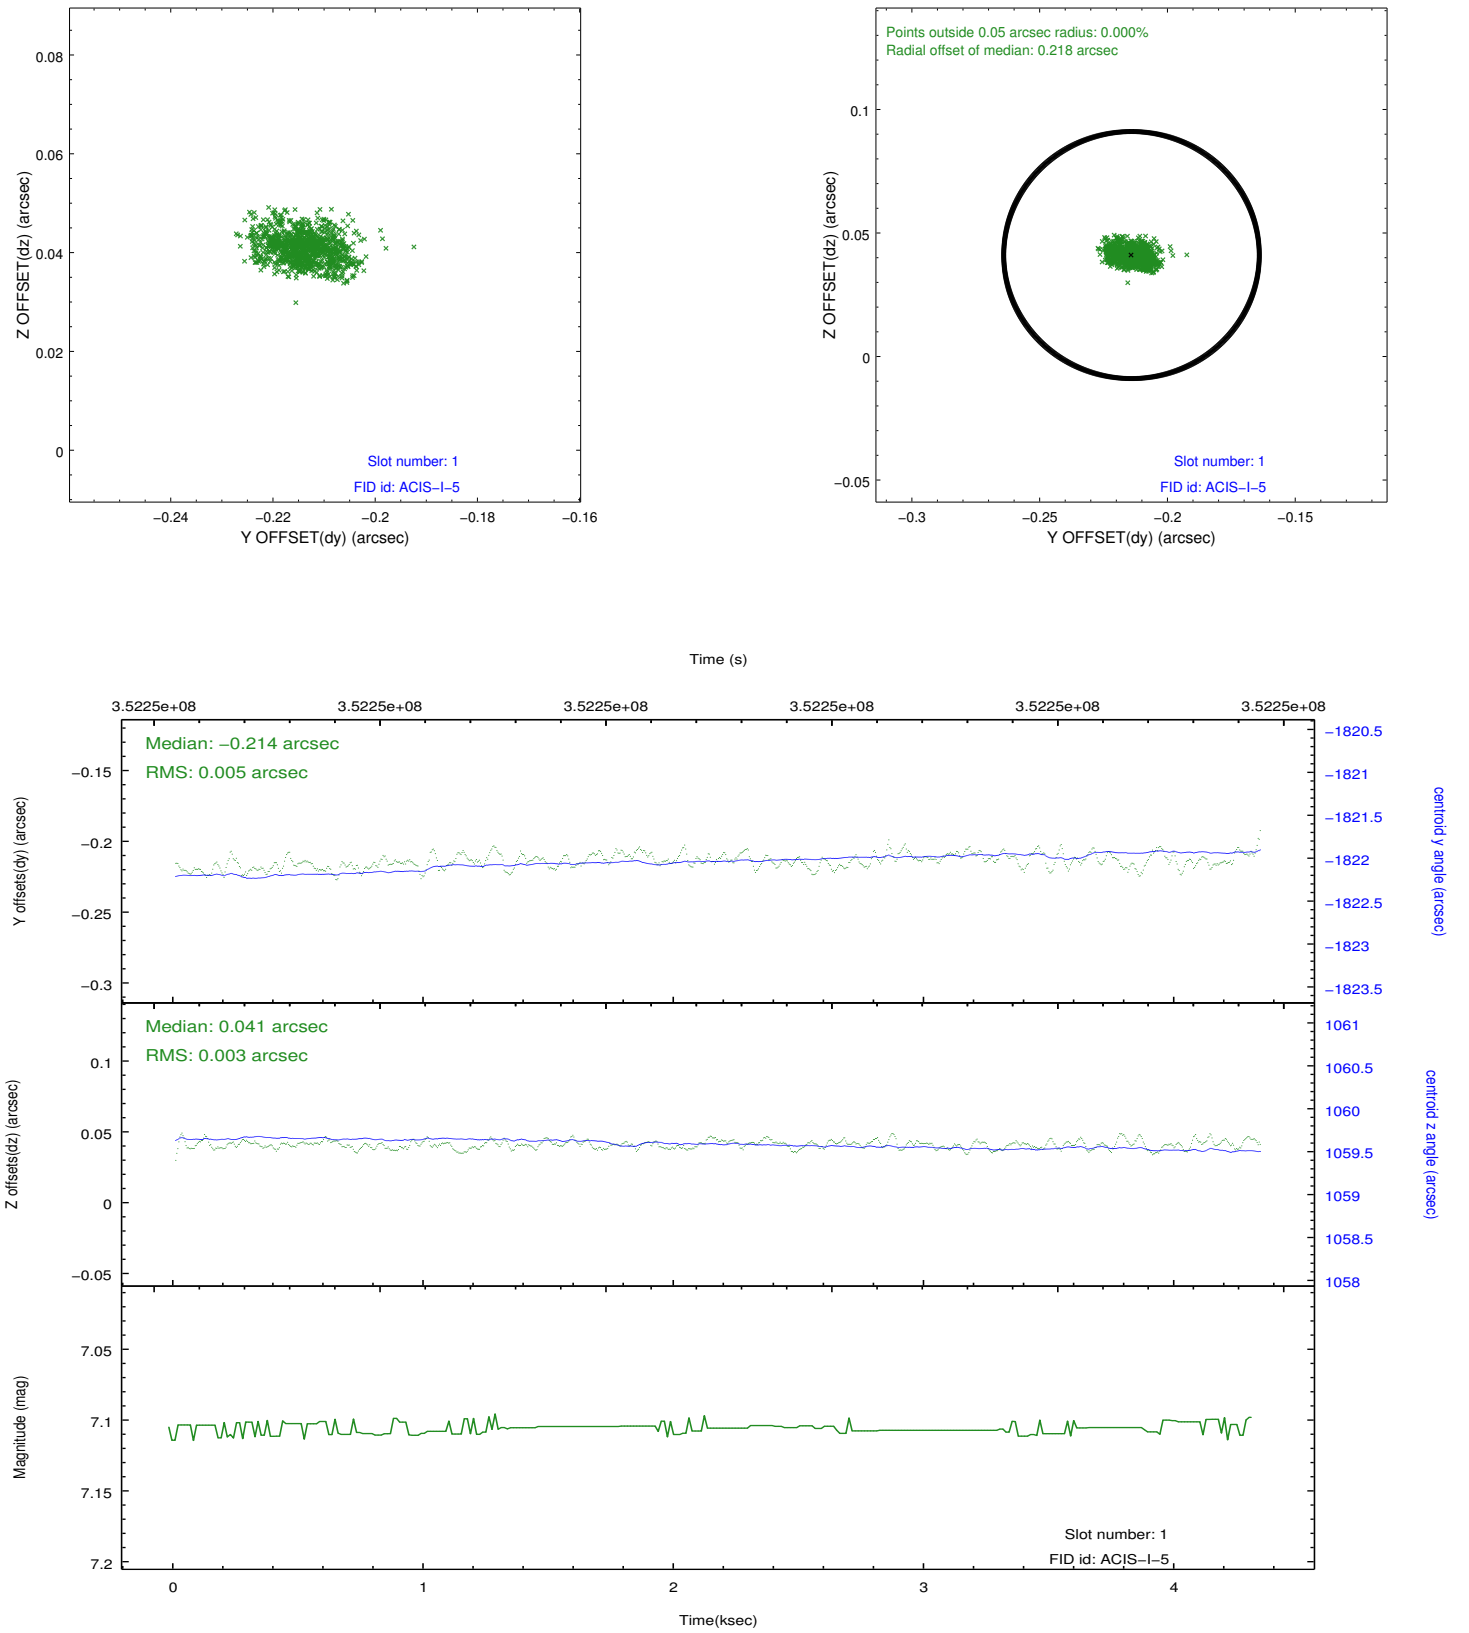 0.08
0.06
0.04
0.02
0
Z OFFSET(dz) (arcsec)
Slot number: 1
FID id: ACIS−I−5
−0.24 −0.22 −0.2 −0.18 −0.16
Y OFFSET(dy) (arcsec)
Points outside 0.05 arcsec radius: 0.000%
Radial offset of median: 0.218 arcsec
0.1
0.05
0
−0.05
Z OFFSET(dz) (arcsec)
Slot number: 1
FID id: ACIS−I−5
−0.3 −0.25 −0.2 −0.15
Y OFFSET(dy) (arcsec)
Time (s)
3.5225e+08 3.5225e+08 3.5225e+08 3.5225e+08 3.5225e+08 3.5225e+08
Median: −0.214 arcsec
RMS: 0.005 arcsec
−0.15
−0.2
−0.25
−0.3
Y offsets(dy) (arcsec)
−1820.5
−1821
−1821.5
−1822
−1822.5
−1823
−1823.5
centroid y angle (arcsec)
Median: 0.041 arcsec
RMS: 0.003 arcsec
0.1
0.05
0
−0.05
Z offsets(dz) (arcsec)
1061
1060.5
1060
1059.5
1059
1058.5
1058
centroid z angle (arcsec)
7.05
7.1
7.15
7.2
Magnitude (mag)
Slot number: 1
FID id: ACIS−I−5
0 1 2 3 4
Time(ksec)